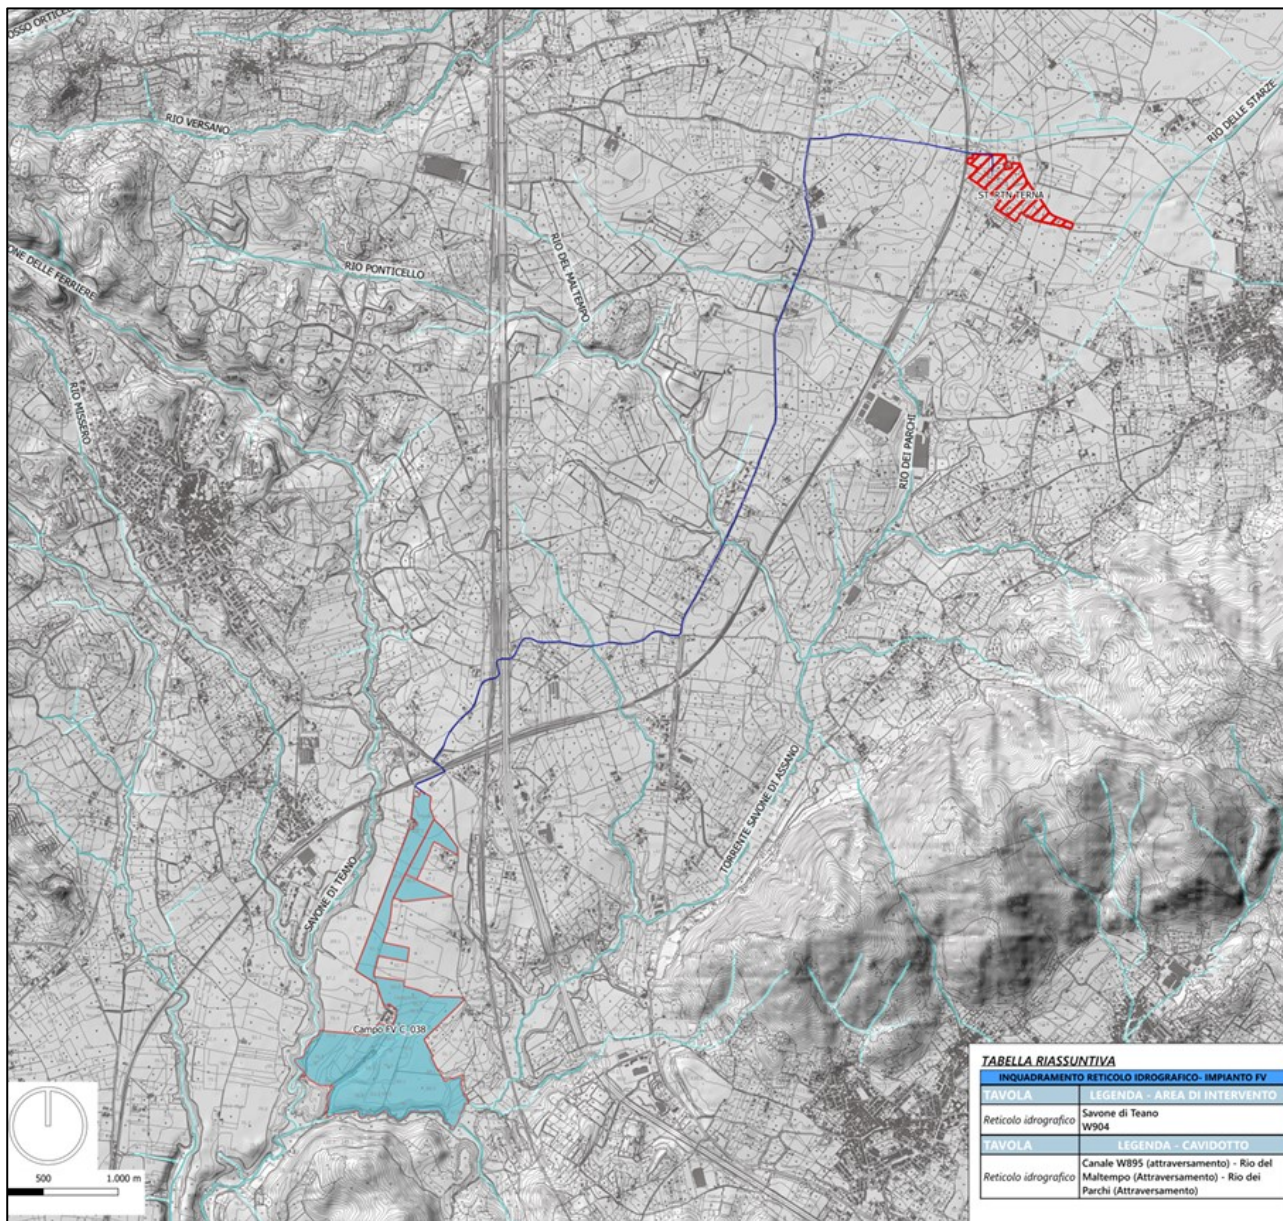 OSSO ORTICE
RIO VERSANO
RIO DELLE STARZE
ST. RTN TERNA
RIO DEL MALTEMPO
RIO PONTICELLO
ONE DELLE FERRIERE
RIO MISSERO
RIO DEI PARCHI
TORRENTE SAVONE DI ASSANO
SAVONE DI TEANO
Campo FV C_038
500 1.000 m
TABELLA RIASSUNTIVA
INQUADRAMENTO RETICOLO IDROGRAFICO- IMPIANTO FV
TAVOLA LEGENDA - AREA DI INTERVENTO
Reticolo idrografico Savone di Teano
W904
TAVOLA LEGENDA - CAVIDOTTO
Reticolo idrografico Canale W895 (attraversamento) - Rio del
Maltempo (Attraversamento) - Rio dei
Parchi (Attraversamento)